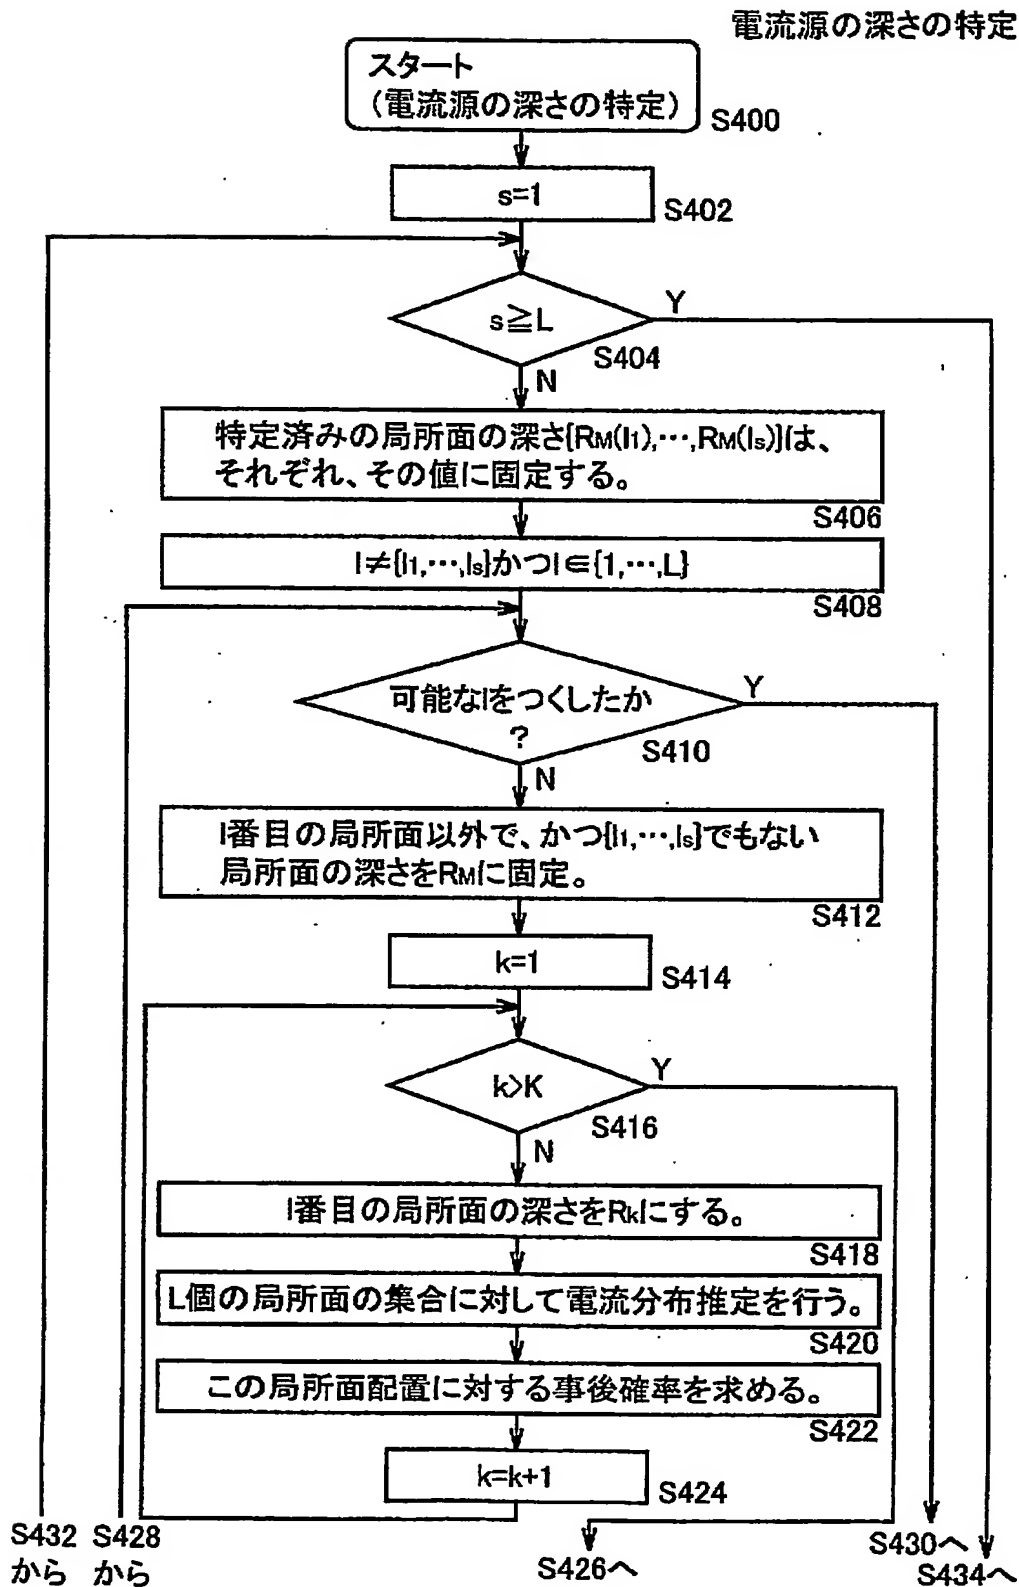 電流源の深さの特定
スタート
(電流源の深さの特定)
S400
s=1
S402
s≧L
Y
S404
N
特定済みの局所面の深さ{RM(l1),…,RM(ls)}は、
それぞれ、その値に固定する。
S406
l≠{l1,…,ls}かつl∈{1,…,L}
S408
可能なlをつくしたか
?
Y
S410
N
l番目の局所面以外で、かつ{l1,…,ls}でもない
局所面の深さをRMに固定。
S412
k=1
S414
k>K
Y
S416
N
l番目の局所面の深さをRkにする。
S418
L個の局所面の集合に対して電流分布推定を行う。
S420
この局所面配置に対する事後確率を求める。
S422
k=k+1
S424
S432
から
S428
から
S426へ
S430へ
S434へ